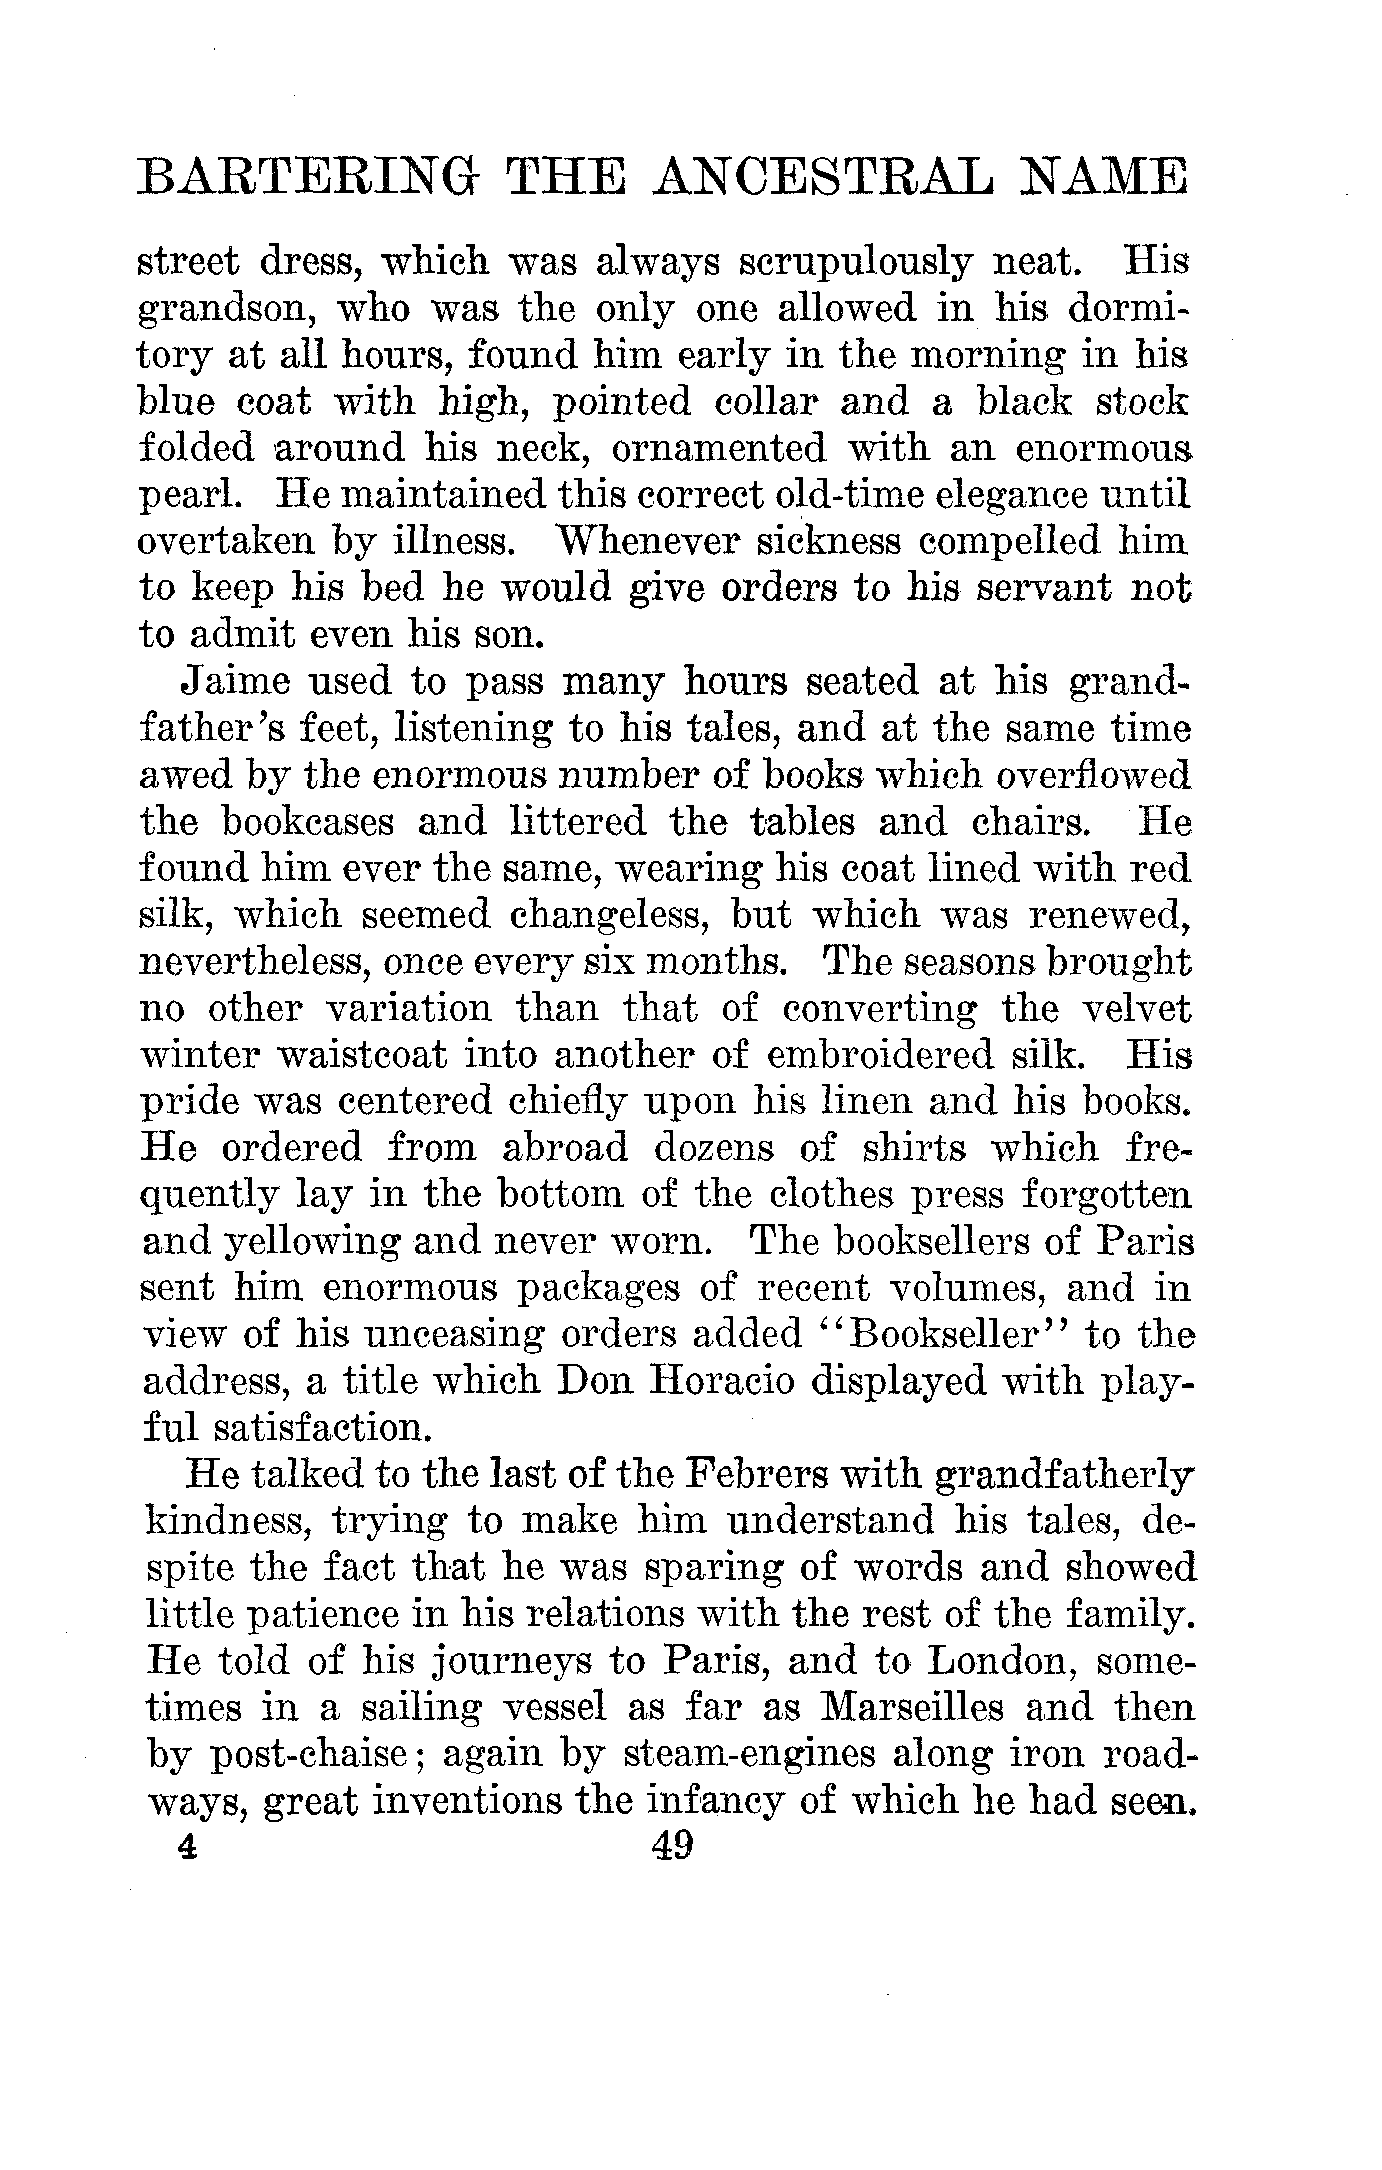 BARTERING THE ANCESTRAL NAME
street dress, which was always scrupulously neat. His
grandson, who was the only one allowed in his dormi-
tory at all hours, found him early in the morning in his
blue coat with high, pointed collar and a black stock
folded around his neck, ornamented with an enormous
pearl. He maintained this correct old-time elegance until
overtaken by illness. Whenever sickness compelled him
to keep his bed he would give orders to his servant not
to admit even his son.
Jaime used to pass many hours seated at his grand-
father's feet, listening to his tales, and at the same time
awed by the enormous number of books which overflowed
the bookcases and littered the tables and chairs. He
found him ever the same, wearing his coat lined with red
silk, which seemed changeless, but which was renewed,
nevertheless, once every six months. The seasons brought
no other variation than that of converting the velvet
winter waistcoat into another of embroidered silk. His
pride was centered chiefly upon his linen and his books.
He ordered from abroad dozens of shirts which fre-
quently lay in the bottom of the clothes press forgotten
and yellowing and never worn. The booksellers of Paris
sent him enormous packages of recent volumes, and in
view of his unceasing orders added "Bookseller" to the
address, a title which Don Horacio displayed with play-
ful satisfaction.
He talked to the last of the Febrers with grandfatherly
kindness, trying to make him understand his tales, de-
spite the fact that he was sparing of words and showed
little patience in his relations with the rest of the family.
He told of his journeys to Paris, and to London, some-
times in a sailing vessel as far as Marseilles and then
by post-chaise; again by steam-engines along iron road-
ways, great inventions the infancy of which he had seen.
4 49